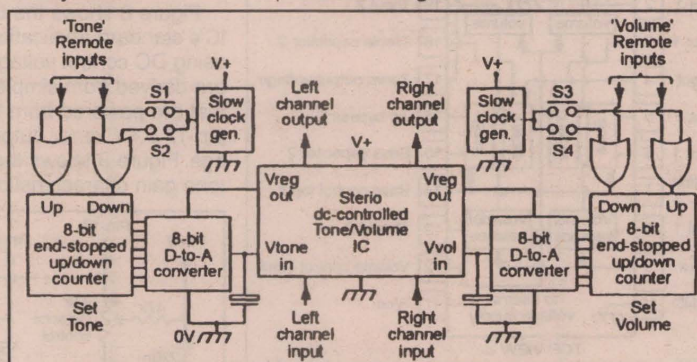 'Tone'
Remote
inputs
S1
S2
V+
Slow
clock
gen.
Left
channel
output
V+
Right
channel
output
V+
Slow
clock
gen.
S3
S4
'Volume'
Remote
inputs
Up Down
8-bit
end-stopped
up/down
counter
Set
Tone
8-bit
D-to-A
converter
0V
Vreg
out
Vtone
in
Sterio
dc-controlled
Tone/Volume
IC
Vreg
out
Vvol
in
Left
channel
input
Right
channel
input
8-bit
D-to-A
converter
Down Up
8-bit
end-stopped
up/down
counter
Set
Volume